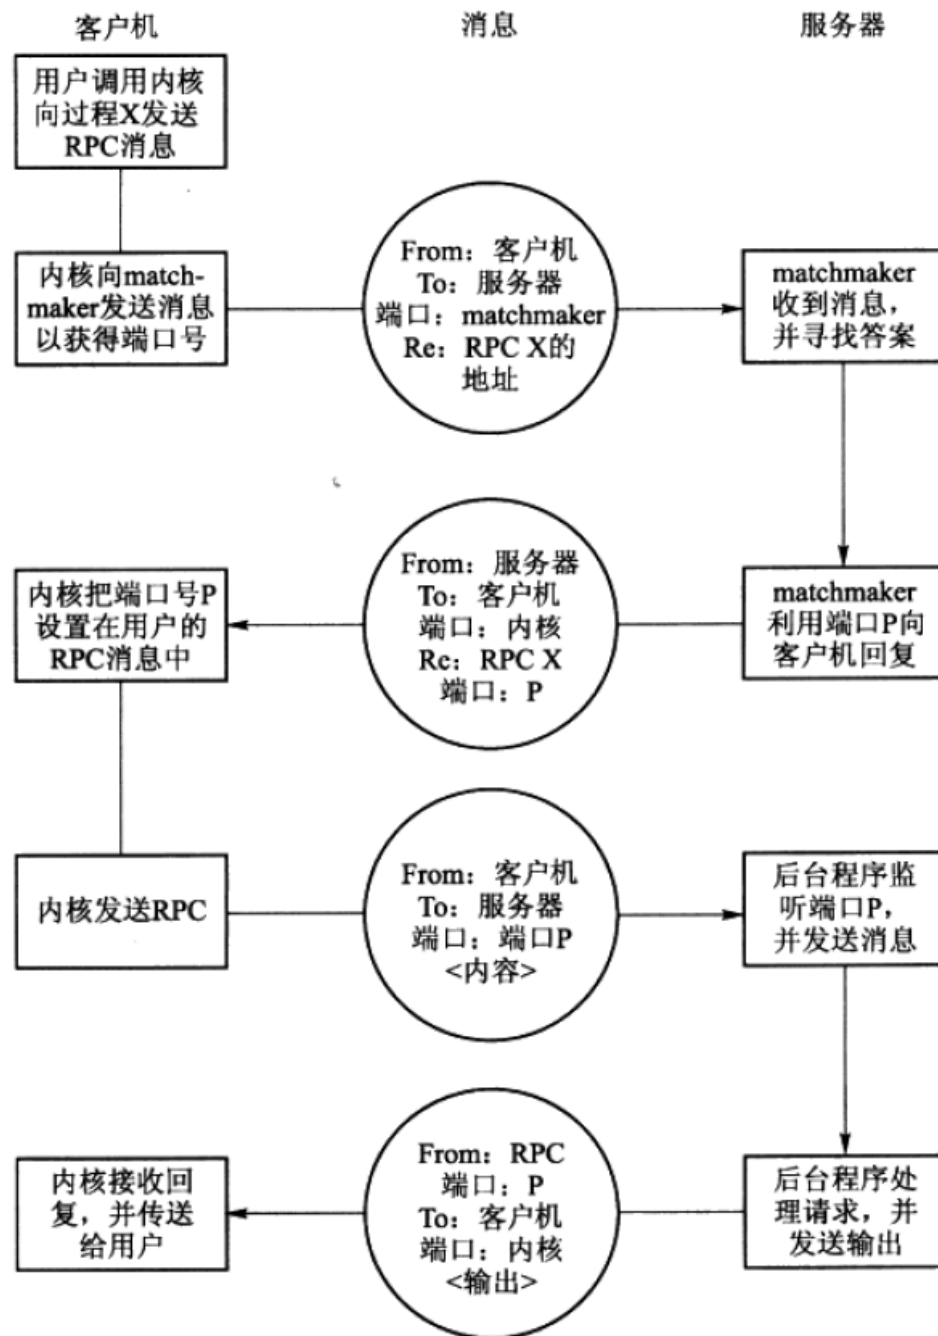 客户机
消息
服务器
用户调用内核
向过程X发送
RPC消息
内核向match-
maker发送消息
以获得端口号
From：客户机
To：服务器
端口：matchmaker
Re：RPC X的
地址
matchmaker
收到消息，
并寻找答案
内核把端口号P
设置在用户的
RPC消息中
From：服务器
To：客户机
端口：内核
Re：RPC X
端口：P
matchmaker
利用端口P向
客户机回复
内核发送RPC
From：客户机
To：服务器
端口：端口P
<内容>
后台程序监
听端口P，
并发送消息
内核接收回
复，并传送
给用户
From：RPC
端口：P
To：客户机
端口：内核
<输出>
后台程序处
理请求，并
发送输出